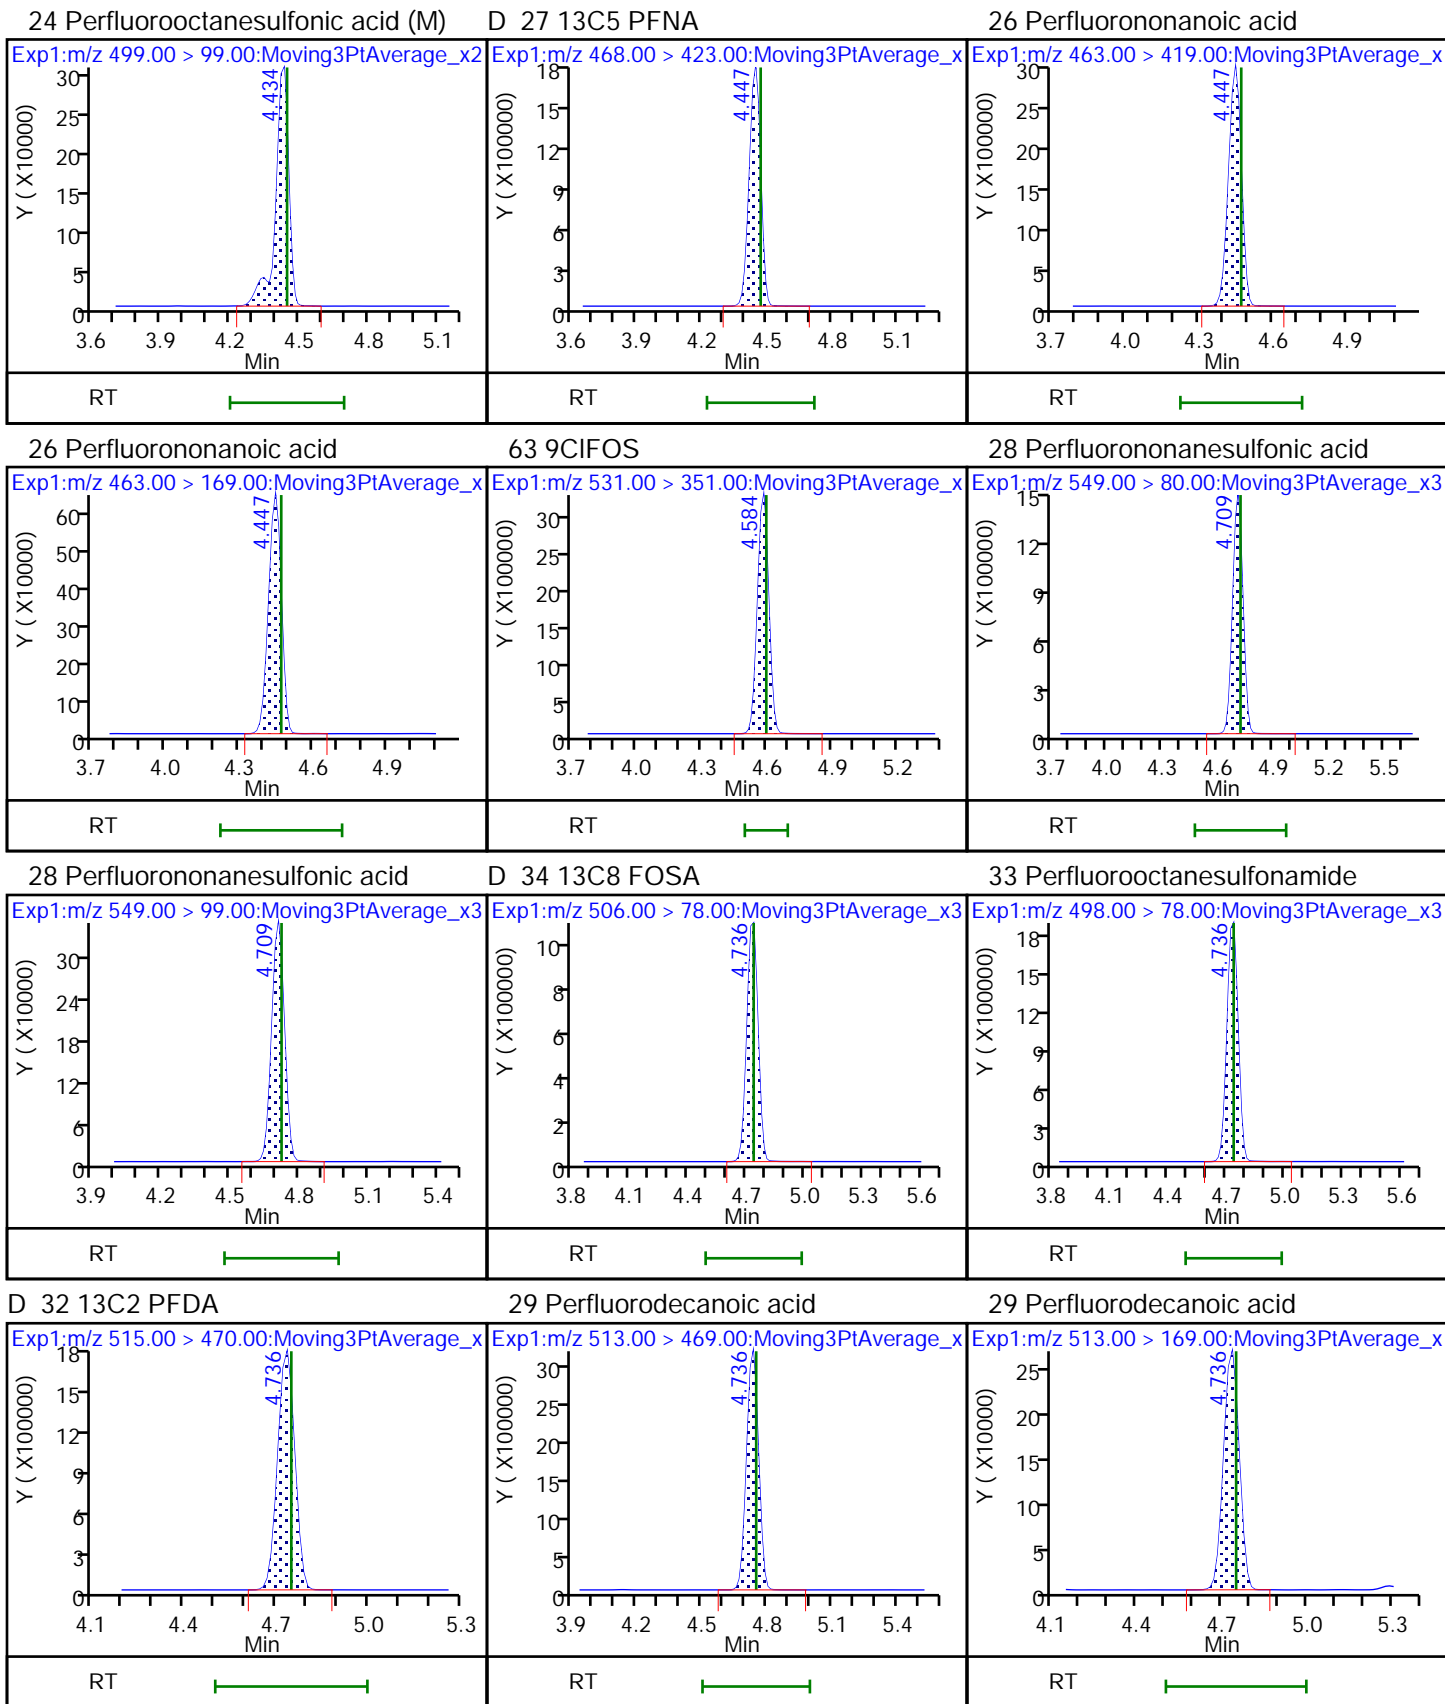 24 Perfluorooctanesulfonic acid (M)
Exp1:m/z 499.00 > 99.00:Moving3PtAverage_x2
Y ( X100000)
30
25
20
15
10
5
0
4.434
3.6 3.9 4.2 4.5 4.8 5.1
Min
RT
D 27 13C5 PFNA
Exp1:m/z 468.00 > 423.00:Moving3PtAverage_x
Y ( X100000)
18
15
12
9
6
3
0
4.447
3.6 3.9 4.2 4.5 4.8 5.1
Min
RT
26 Perfluorononanoic acid
Exp1:m/z 463.00 > 419.00:Moving3PtAverage_x
Y ( X100000)
30
25
20
15
10
5
0
4.447
3.7 4.0 4.3 4.6 4.9
Min
RT
26 Perfluorononanoic acid
Exp1:m/z 463.00 > 169.00:Moving3PtAverage_x
Y ( X10000)
60
50
40
30
20
10
0
4.447
3.7 4.0 4.3 4.6 4.9
Min
RT
63 9ClFOS
Exp1:m/z 531.00 > 351.00:Moving3PtAverage_x
Y ( X100000)
30
25
20
15
10
5
0
4.584
3.7 4.0 4.3 4.6 4.9 5.2
Min
RT
28 Perfluorononanesulfonic acid
Exp1:m/z 549.00 > 80.00:Moving3PtAverage_x3
Y ( X100000)
15
12
9
6
3
0
4.709
3.7 4.0 4.3 4.6 4.9 5.2 5.5
Min
RT
28 Perfluorononanesulfonic acid
Exp1:m/z 549.00 > 99.00:Moving3PtAverage_x3
Y ( X10000)
30
24
18
12
6
0
4.709
3.9 4.2 4.5 4.8 5.1 5.4
Min
RT
D 34 13C8 FOSA
Exp1:m/z 506.00 > 78.00:Moving3PtAverage_x3
Y ( X100000)
10
8
6
4
2
0
4.736
3.8 4.1 4.4 4.7 5.0 5.3 5.6
Min
RT
33 Perfluorooctanesulfonamide
Exp1:m/z 498.00 > 78.00:Moving3PtAverage_x3
Y ( X100000)
18
15
12
9
6
3
0
4.736
3.8 4.1 4.4 4.7 5.0 5.3 5.6
Min
RT
D 32 13C2 PFDA
Exp1:m/z 515.00 > 470.00:Moving3PtAverage_x
Y ( X100000)
18
15
12
9
6
3
0
4.736
4.1 4.4 4.7 5.0 5.3
Min
RT
29 Perfluorodecanoic acid
Exp1:m/z 513.00 > 469.00:Moving3PtAverage_x
Y ( X100000)
30
25
20
15
10
5
0
4.736
3.9 4.2 4.5 4.8 5.1 5.4
Min
RT
29 Perfluorodecanoic acid
Exp1:m/z 513.00 > 169.00:Moving3PtAverage_x
Y ( X10000)
25
20
15
10
5
0
4.736
4.1 4.4 4.7 5.0 5.3
Min
RT